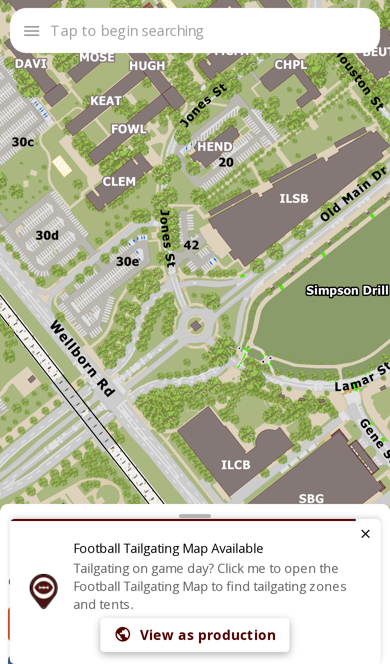 Tap to begin searching
DAVI
MOSE
HUGH
CHPL
Houston St
KEAT
Jones St
FOWL
30c
HEND
20
CLEM
ILSB
Old Main Dr
30d
Jones St
42
30e
Simpson Drill
Wellborn Rd
Lamar St
Gene S
ILCB
SBG
Football Tailgating Map Available
Tailgating on game day? Click me to open the
Football Tailgating Map to find tailgating zones
and tents.
View as production